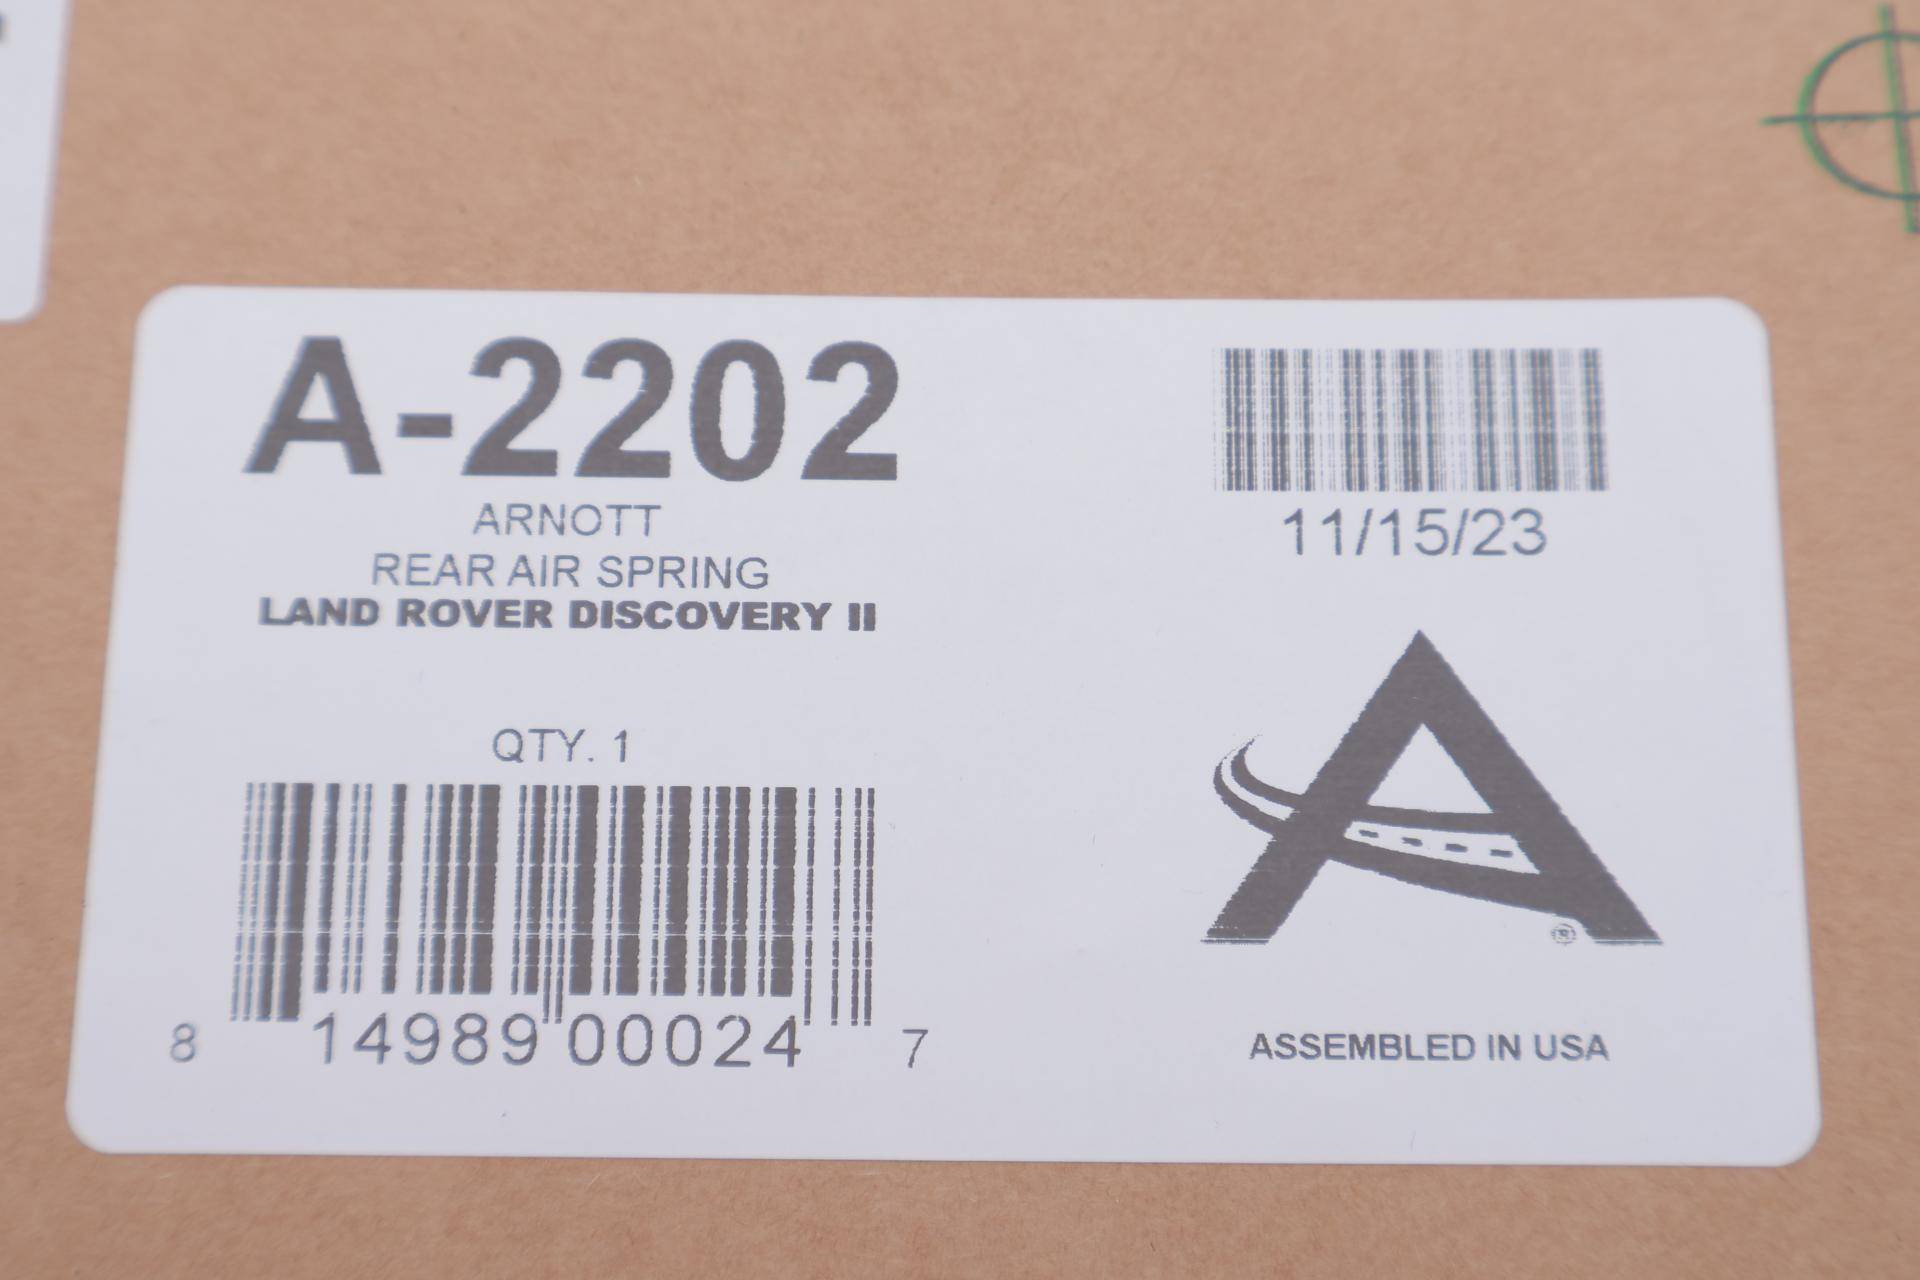 A-2202
ARNOTT
REAR AIR SPRING
LAND ROVER DISCOVERY II
QTY. 1
8 14989 00024 7
11/15/23
®
ASSEMBLED IN USA